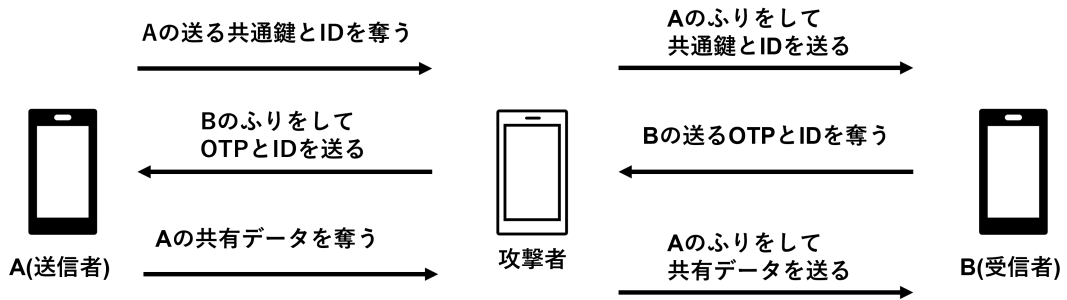 Aの送る共通鍵とIDを奪う
Aのふりをして
共通鍵とIDを送る
Bのふりをして
OTPとIDを送る
Bの送るOTPとIDを奪う
Aの共有データを奪う
Aのふりをして
共有データを送る
A(送信者)
攻撃者
B(受信者)